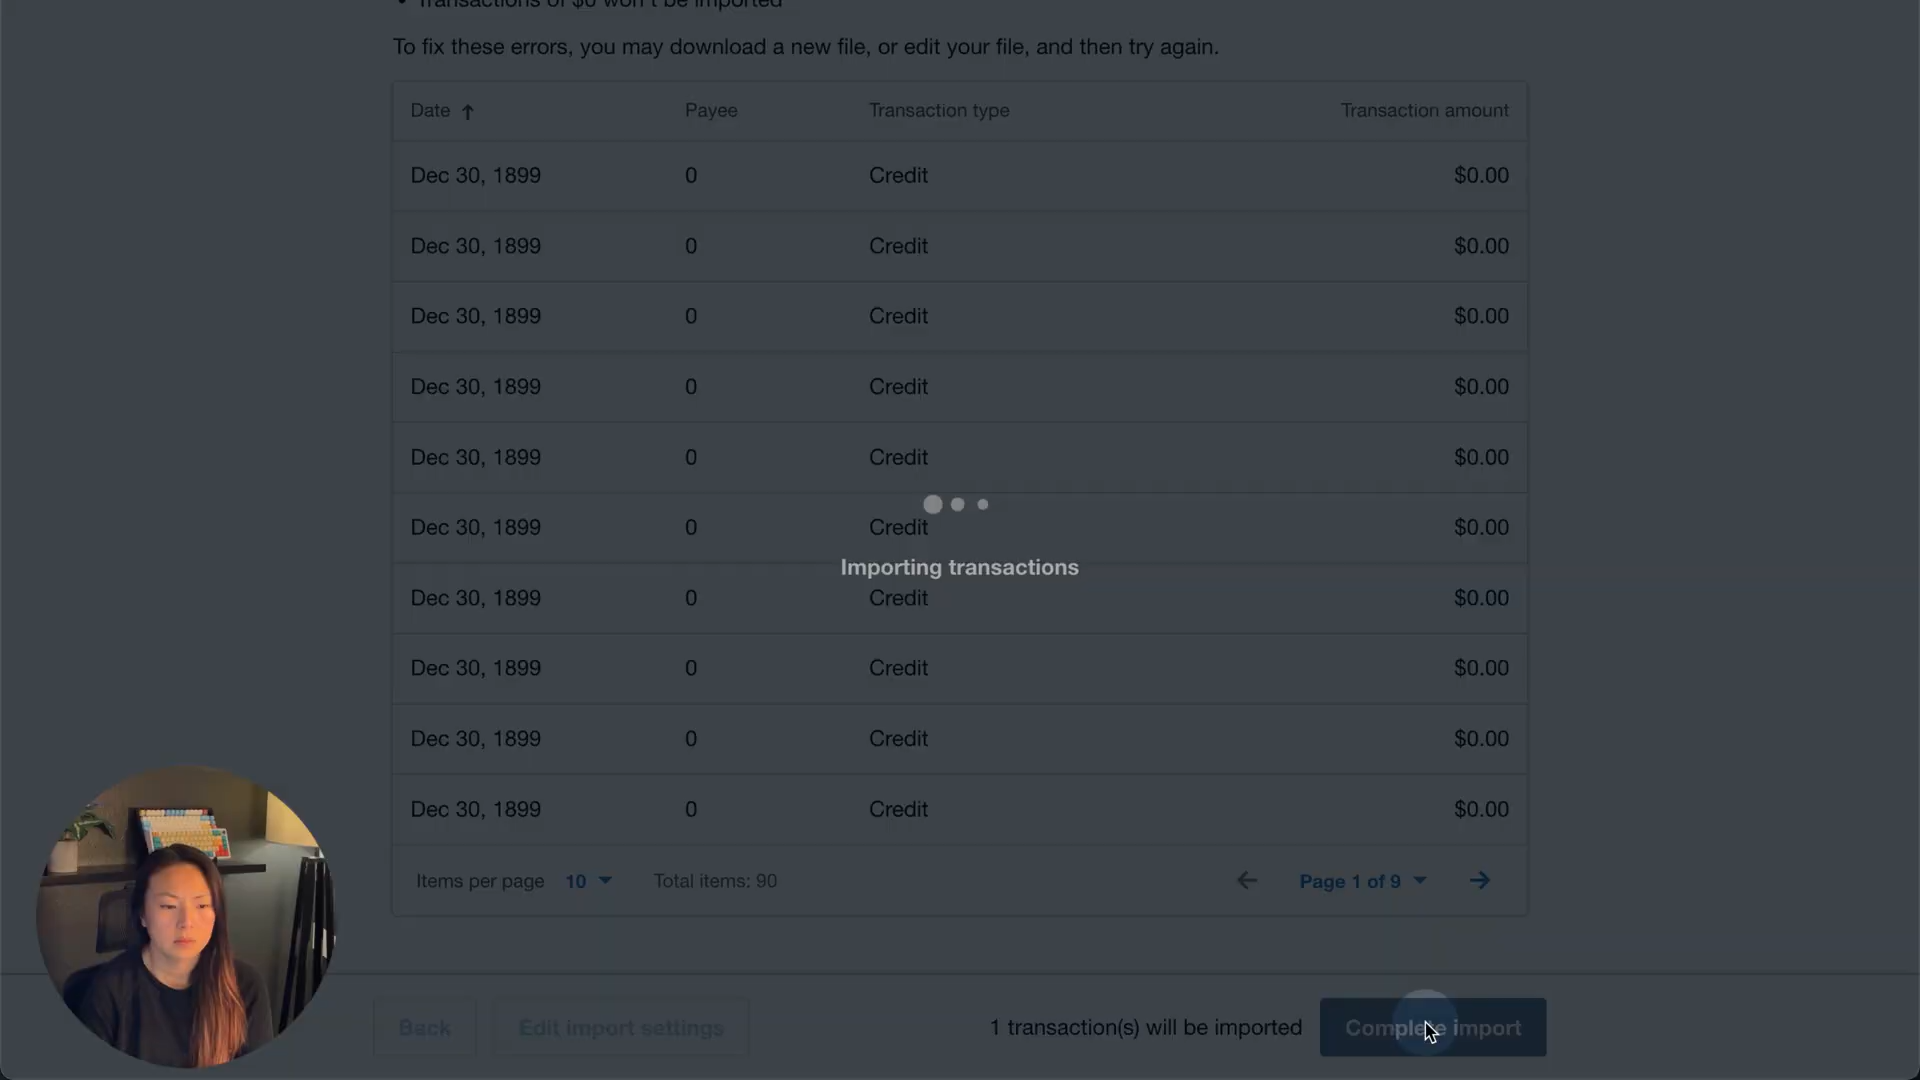 Transactions of $0 won't be imported
To fix these errors, you may download a new file, or edit your file, and then try again.
Date Payee Transaction type Transaction amount
Dec 30, 1899 0 Credit $0.00
Dec 30, 1899 0 Credit $0.00
Dec 30, 1899 0 Credit $0.00
Dec 30, 1899 0 Credit $0.00
Dec 30, 1899 0 Credit $0.00
Dec 30, 1899 0 Credit $0.00
Importing transactions
Dec 30, 1899 0 Credit $0.00
Dec 30, 1899 0 Credit $0.00
Dec 30, 1899 0 Credit $0.00
Dec 30, 1899 0 Credit $0.00
Items per page 10 Total items: 90 Page 1 of 9
Back Edit import settings 1 transaction(s) will be imported Complete import